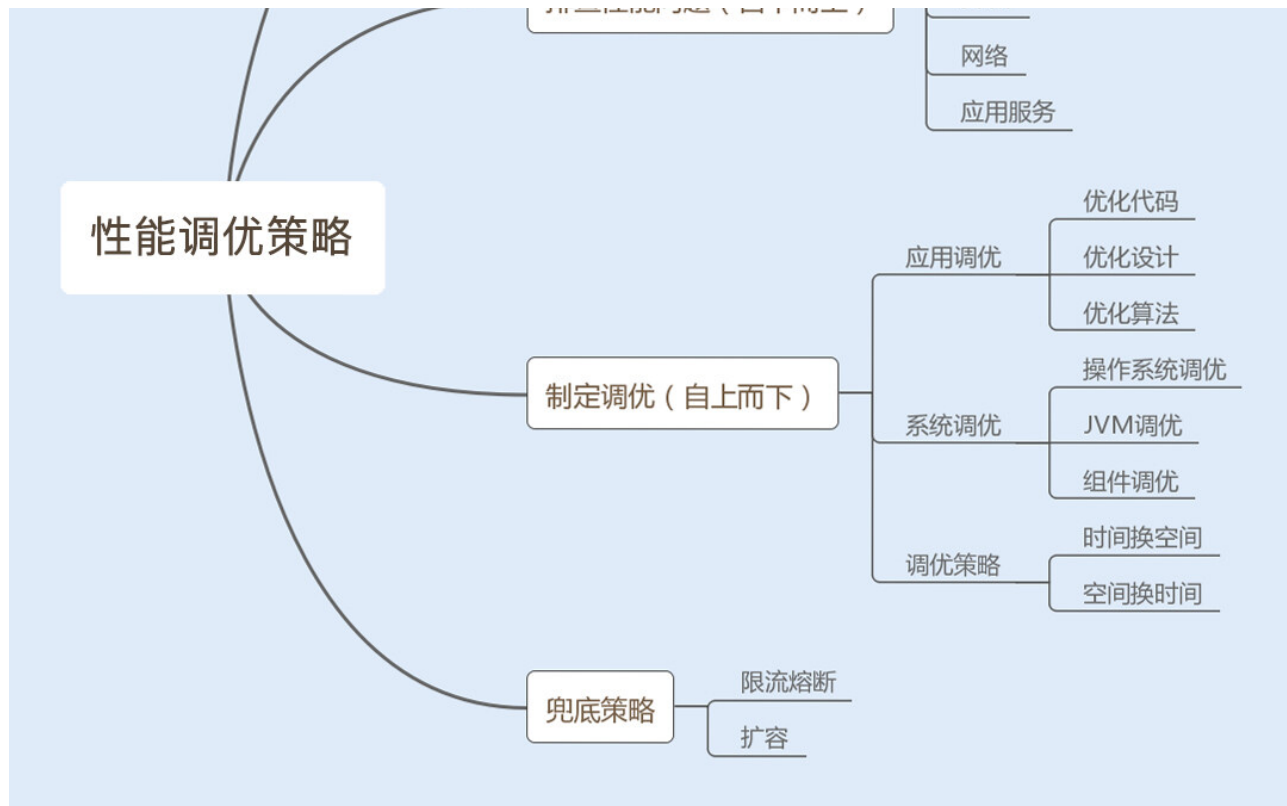 网络
应用服务
性能调优策略
制定调优（自上而下）
应用调优
优化代码
优化设计
优化算法
系统调优
操作系统调优
JVM调优
组件调优
调优策略
时间换空间
空间换时间
兜底策略
限流熔断
扩容